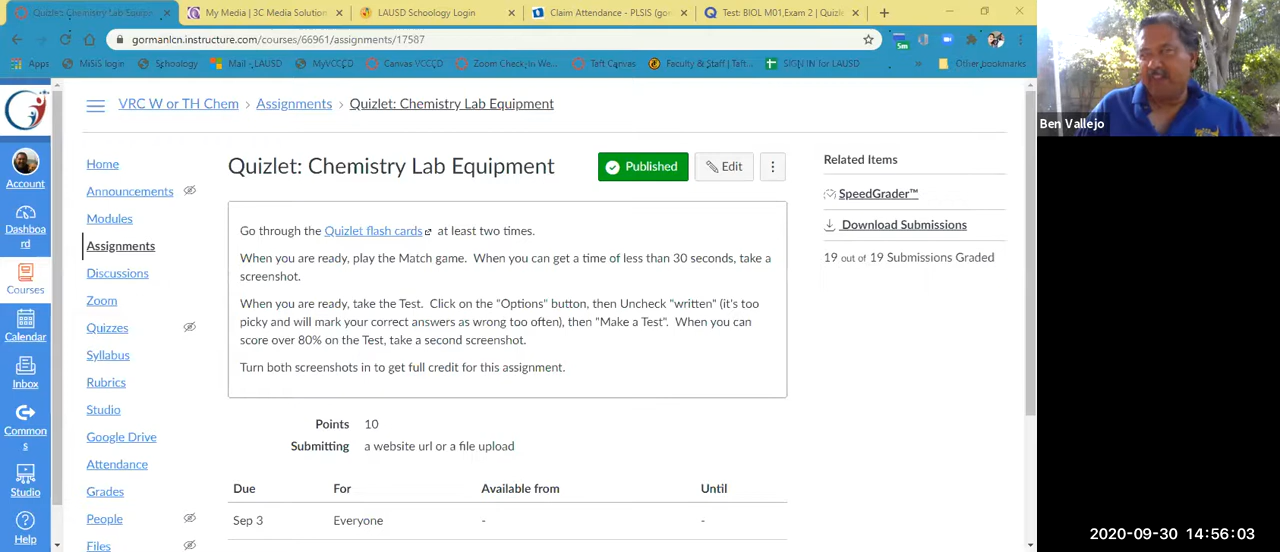 Quizlet: Chemistry Lab Equipm
My Media | 3C Media Solution
LAUSD Schoology Login
Claim Attendance - PLSIS (gor
Test: BIOL M01,Exam 2 | Quizle
gormanlcn.instructure.com/courses/66961/assignments/17587
5m
Apps
MiSiS login
Schoology
Mail - LAUSD
MyVCCCD
Canvas VCCCD
Zoom Check-in We...
Taft Canvas
Faculty & Staff | Taft...
SIGN IN for LAUSD
»
Other bookmarks
Ben Vallejo
VRC W or TH Chem › Assignments › Quizlet: Chemistry Lab Equipment
Account
Dashboa
rd
Courses
Calendar
Inbox
Common
s
Studio
Help
Home
Announcements
Modules
Assignments
Discussions
Zoom
Quizzes
Syllabus
Rubrics
Studio
Google Drive
Attendance
Grades
People
Files
Quizlet: Chemistry Lab Equipment
Published
Edit
Go through the Quizlet flash cards at least two times.
When you are ready, play the Match game. When you can get a time of less than 30 seconds, take a
screenshot.
When you are ready, take the Test. Click on the "Options" button, then Uncheck "written" (it's too
picky and will mark your correct answers as wrong too often), then "Make a Test". When you can
score over 80% on the Test, take a second screenshot.
Turn both screenshots in to get full credit for this assignment.
Points 10
Submitting a website url or a file upload
Due For Available from Until
Sep 3 Everyone - -
Related Items
SpeedGrader™
Download Submissions
19 out of 19 Submissions Graded
2020-09-30 14:56:03